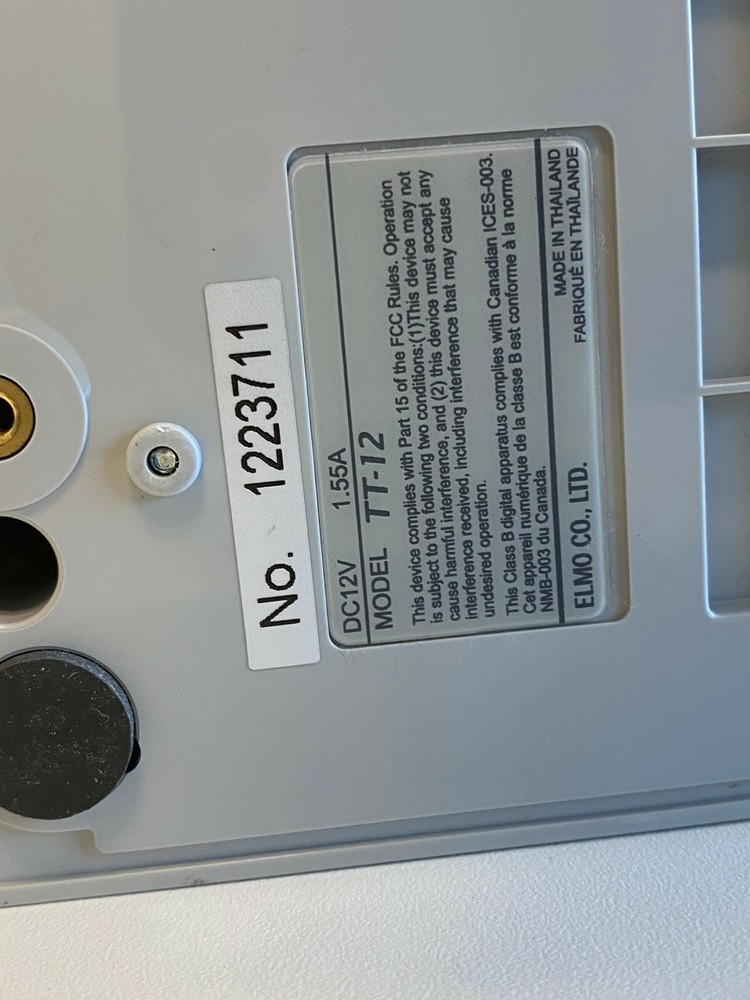 No. 1223711
DC12V 1.55A
MODEL TT-12
This device complies with Part 15 of the FCC Rules. Operation
is subject to the following two conditions:(1)This device may not
cause harmful interference, and (2) this device must accept any
interference received, including interference that may cause
undesired operation.
This Class B digital apparatus complies with Canadian ICES-003.
Cet appareil numérique de la classe B est conforme à la norme
NMB-003 du Canada.
ELMO CO., LTD.
MADE IN THAILAND
FABRIQUÉ EN THAÏLANDE